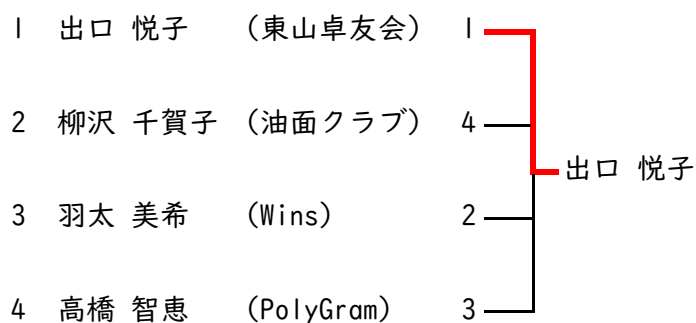 1 出口 悦子 (東山卓友会) 1
2 柳沢 千賀子 (油面クラブ) 4
出口 悦子
3 羽太 美希 (Wins) 2
4 高橋 智恵 (PolyGram) 3